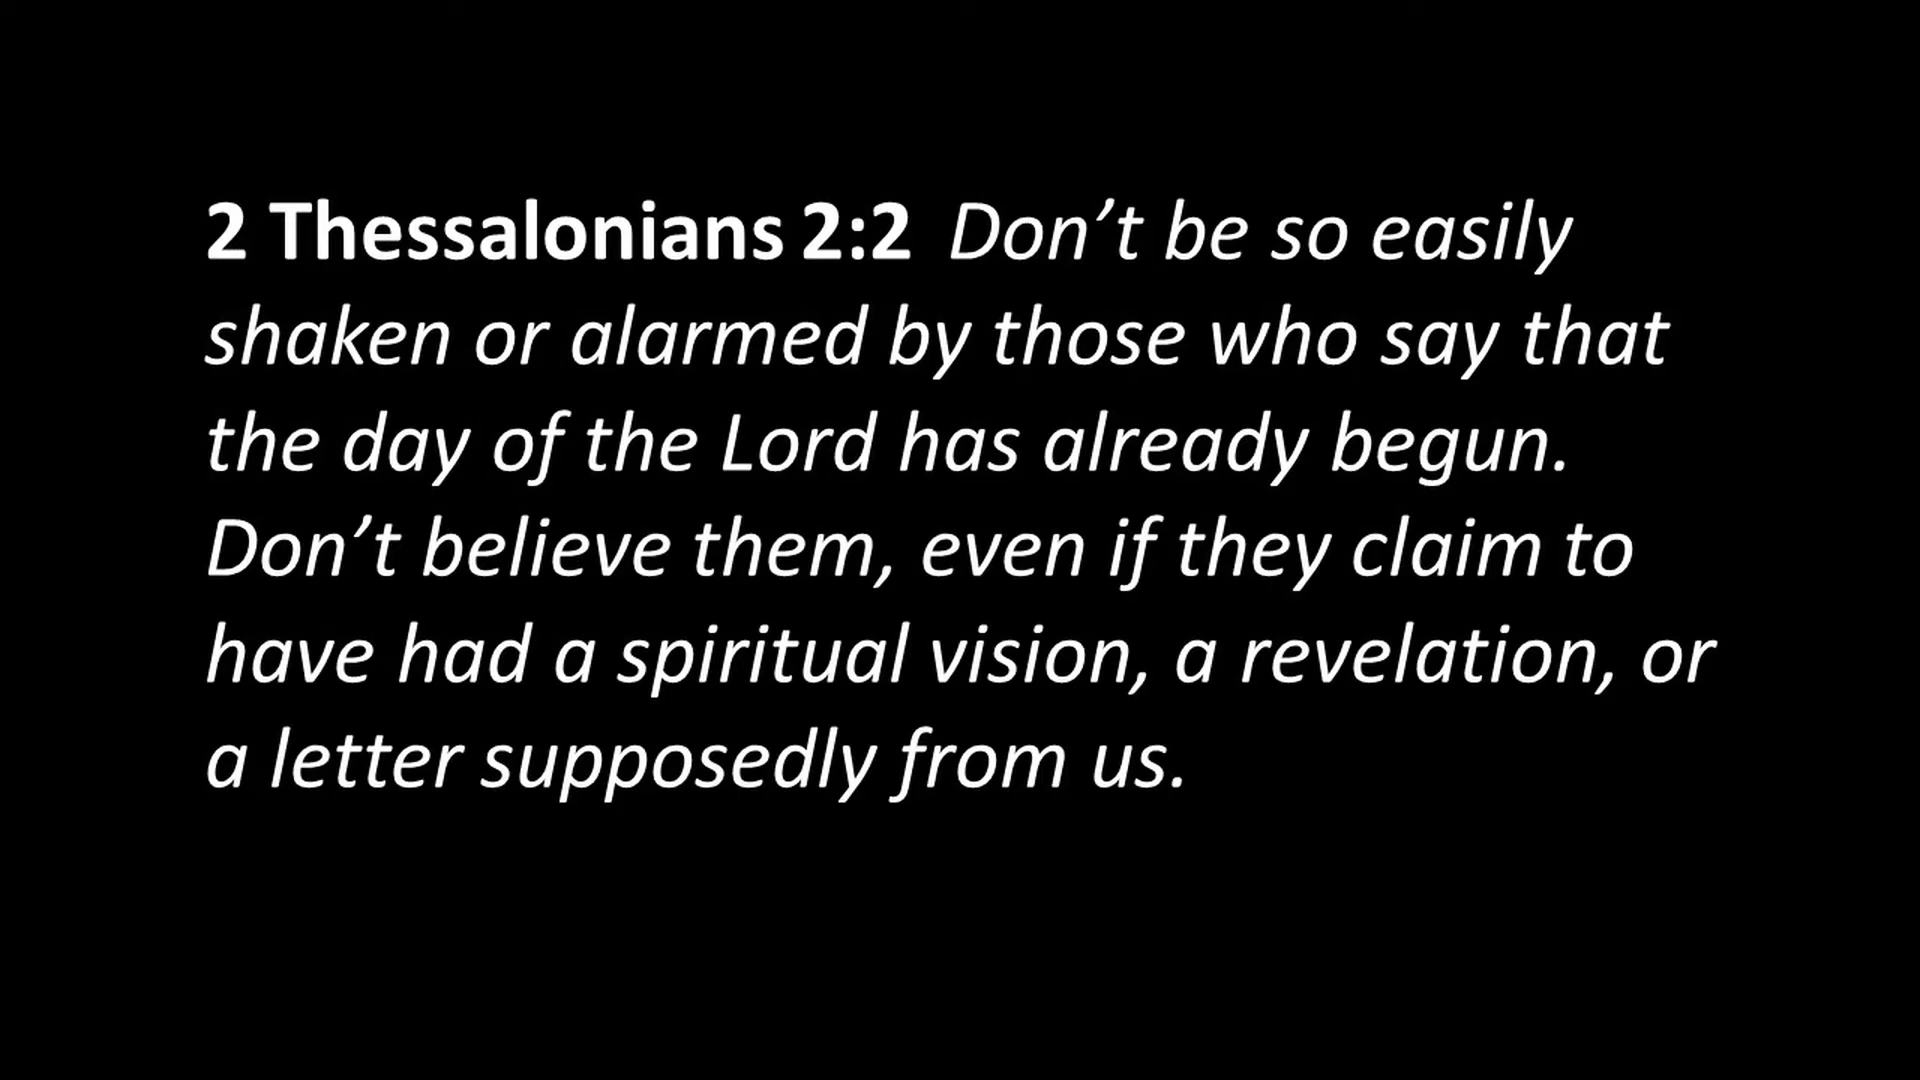 2 Thessalonians 2:2 Don’t be so easily
shaken or alarmed by those who say that
the day of the Lord has already begun.
Don’t believe them, even if they claim to
have had a spiritual vision, a revelation, or
a letter supposedly from us.